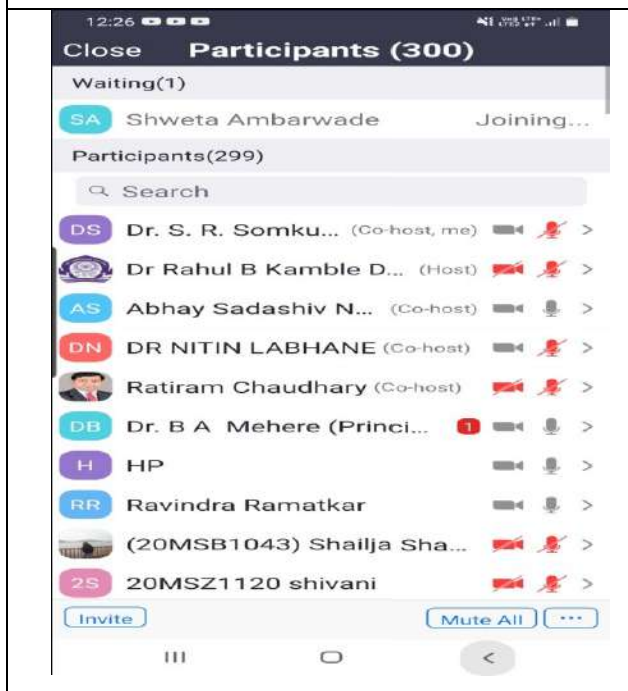 12:26
Close Participants (300)
Waiting(1)
SA Shweta Ambarwade Joining...
Participants(299)
Search
DS Dr. S. R. Somku... (Co-host, me)
Dr Rahul B Kamble D... (Host)
AS Abhay Sadashiv N... (Co-host)
DN DR NITIN LABHANE (Co-host)
Ratiram Chaudhary (Co-host)
DB Dr. B A Mehere (Princi... 1
H HP
RR Ravindra Ramatkar
(20MSB1043) Shailja Sha...
2S 20MSZ1120 shivani
Invite Mute All ...